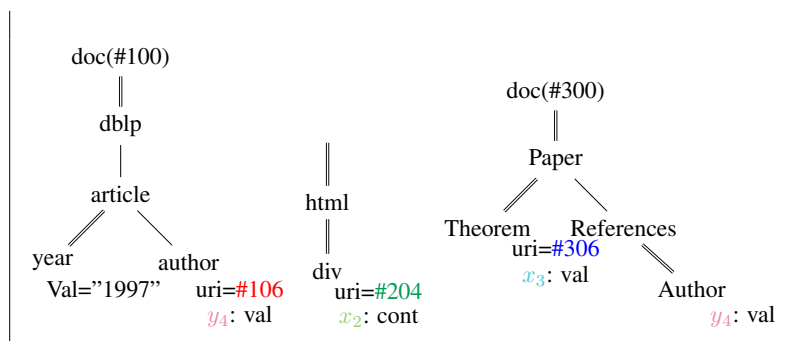 doc(#100)
dblp
article
year
Val=”1997”
author
uri=#106
y4: val
html
div
uri=#204
x2: cont
doc(#300)
Paper
Theorem
uri=#306
x3: val
References
Author
y4: val